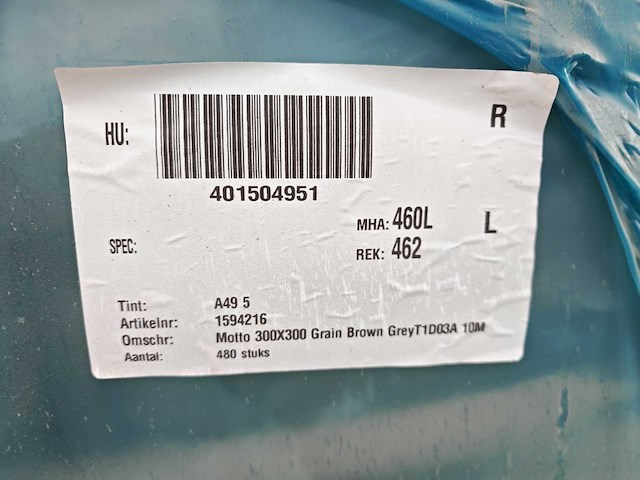 HU:
R
401504951
MHA: 460L
L
SPEC:
REK: 462
Tint: A49 5
Artikelnr: 1594216
Omschr: Motto 300X300 Grain Brown GreyT1D03A 10M
Aantal: 480 stuks